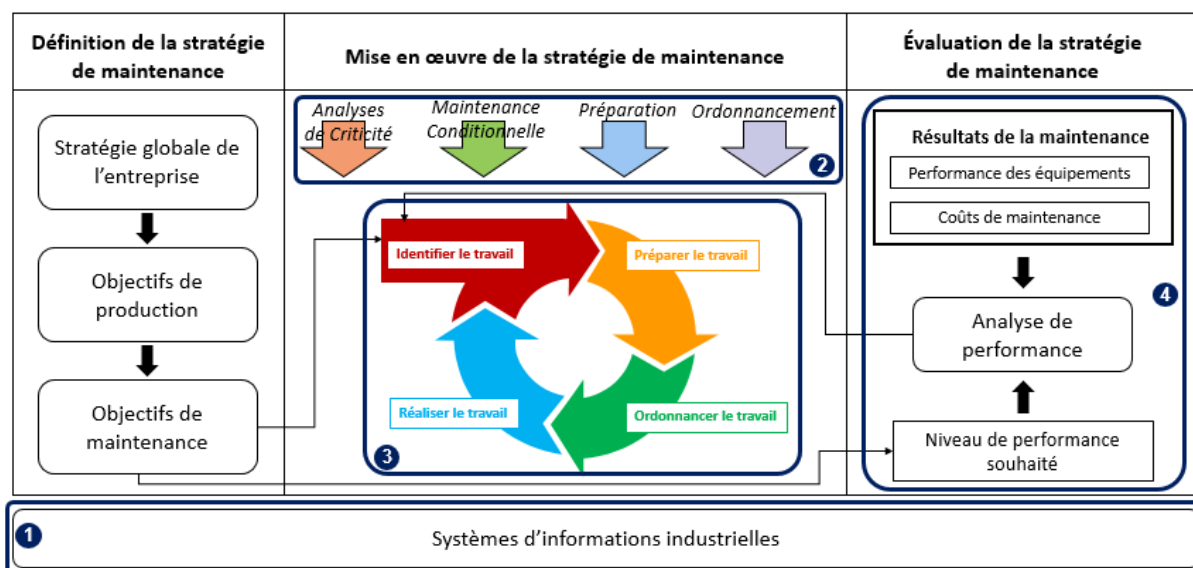 Définition de la stratégie
de maintenance
Mise en œuvre de la stratégie de maintenance
Évaluation de la stratégie
de maintenance
Stratégie globale de
l'entreprise
Objectifs de
production
Objectifs de
maintenance
Analyses
de Criticité
Maintenance
Conditionnelle
Préparation
Ordonnancement
2
Identifier le travail
Préparer le travail
Réaliser le travail
Ordonnancer le travail
3
Résultats de la maintenance
Performance des équipements
Coûts de maintenance
4
Analyse de
performance
Niveau de performance
souhaité
1
Systèmes d'informations industrielles